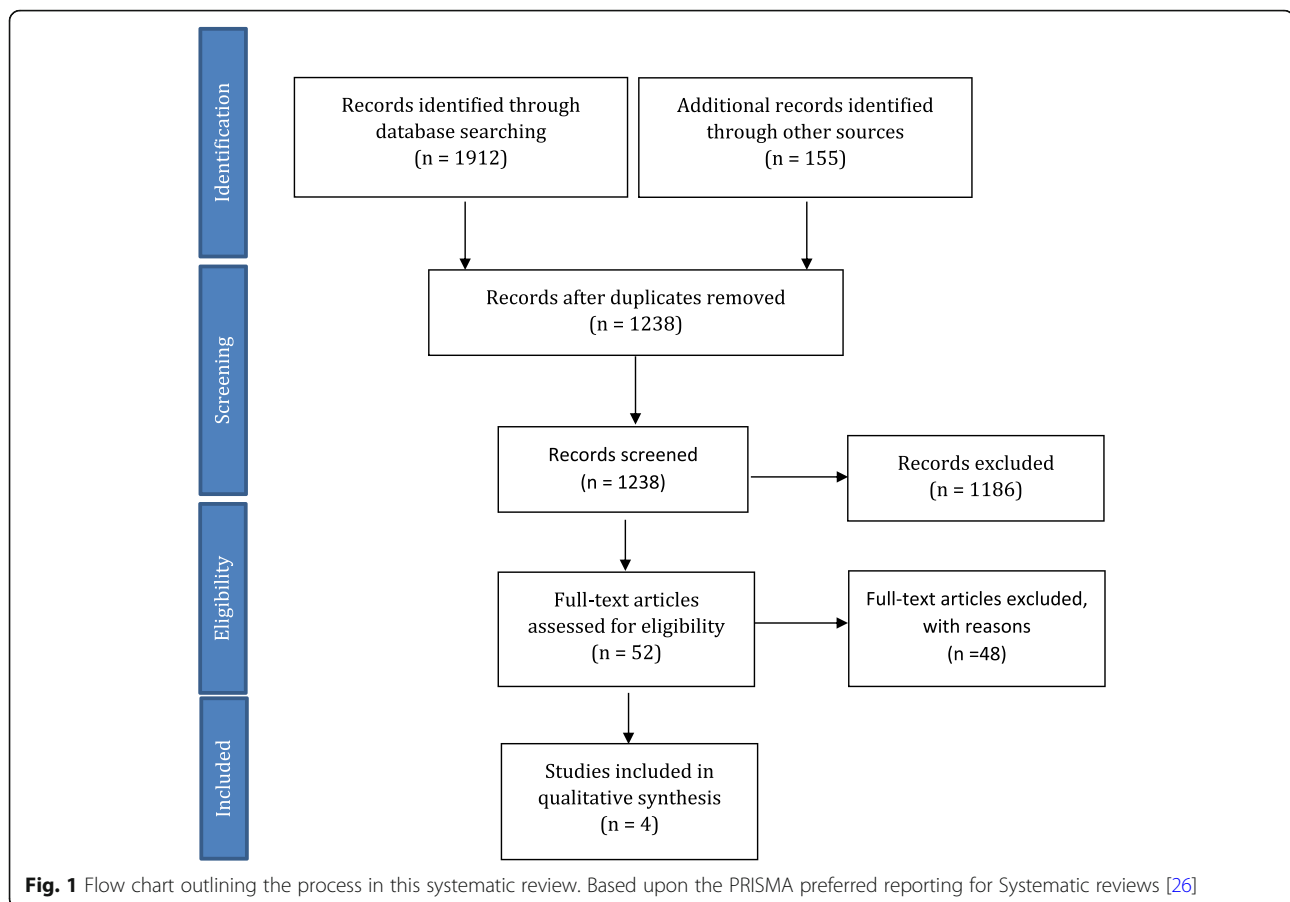 Identification
Records identified through
database searching
(n = 1912)
Additional records identified
through other sources
(n = 155)
Screening
Records after duplicates removed
(n = 1238)
Records screened
(n = 1238)
Records excluded
(n = 1186)
Eligibility
Full-text articles
assessed for eligibility
(n = 52)
Full-text articles excluded,
with reasons
(n =48)
Included
Studies included in
qualitative synthesis
(n = 4)
Fig. 1 Flow chart outlining the process in this systematic review. Based upon the PRISMA preferred reporting for Systematic reviews [26]